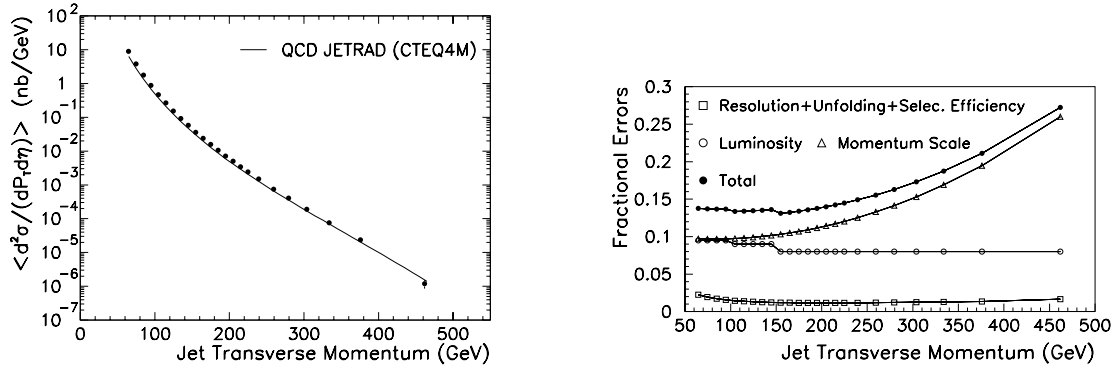 10²
10
1
10⁻¹
10⁻²
10⁻³
10⁻⁴
10⁻⁵
10⁻⁶
10⁻⁷
<d²σ/(dP_T dη)> (nb/GeV)
QCD JETRAD (CTEQ4M)
0 100 200 300 400 500
Jet Transverse Momentum (GeV)
0.3
0.25
0.2
0.15
0.1
0.05
0
Fractional Errors
Resolution+Unfolding+Selec. Efficiency
Luminosity
Momentum Scale
Total
50 100 150 200 250 300 350 400 450 500
Jet Transverse Momentum (GeV)